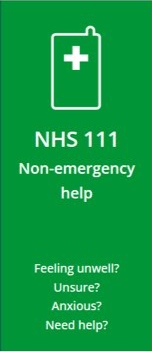 NHS 111
Non-emergency
help
Feeling unwell?
Unsure?
Anxious?
Need help?